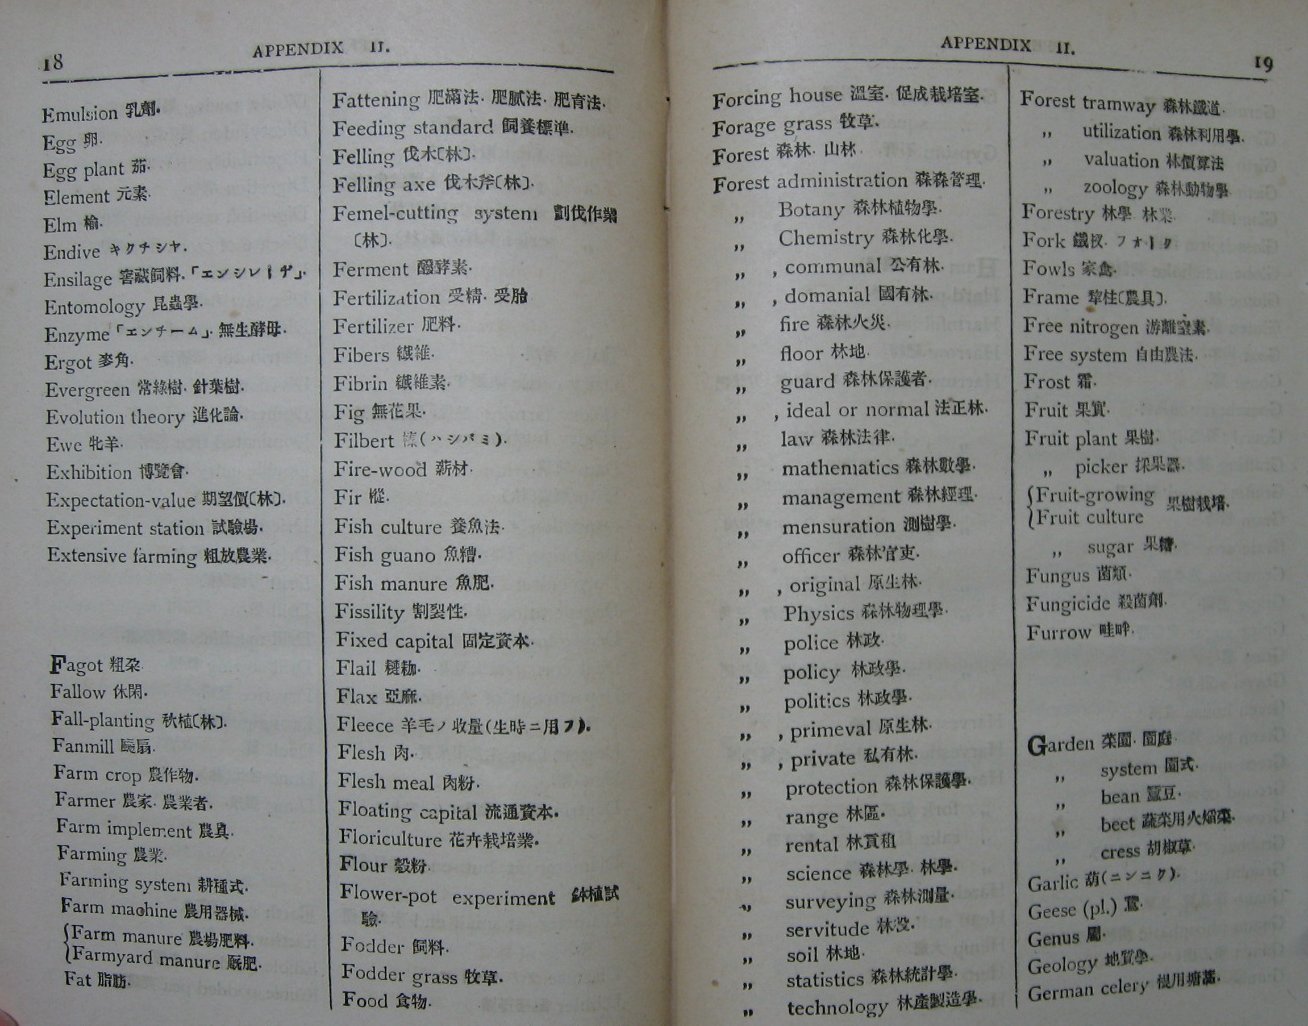 18
APPENDIX II.
Emulsion 乳劑.
Egg 卵.
Egg plant 茄.
Element 元素.
Elm 楡.
Endive キクヂシヤ.
Ensilage 窖藏飼料.「エンシレーヂ」.
Entomology 昆蟲學.
Enzyme「エンチーム」. 無生酵母.
Ergot 麥角.
Evergreen 常綠樹. 針葉樹.
Evolution theory 進化論.
Ewe 牝羊.
Exhibition 博覽會.
Expectation-value 期望價〔林〕.
Experiment station 試驗場.
Extensive farming 粗放農業.
Fagot 粗朶
Fallow 休閑.
Fall-planting 秋植〔林〕.
Fanmill 颺扇.
Farm crop 農作物.
Farmer 農家. 農業者.
Farm implement 農具.
Farming 農業.
Farming system 耕種式.
Farm machine 農用器械.
Farm manure 農場肥料.
Farmyard manure 厩肥.
Fat 脂肪.
Fattening 肥滿法. 肥膩法. 肥育法.
Feeding standard 飼養標準.
Felling 伐木〔林〕.
Felling axe 伐木斧〔林〕.
Femel-cutting system 劃伐作業
〔林〕.
Ferment 醱酵素.
Fertilization 受精. 受胎
Fertilizer 肥料.
Fibers 纖維.
Fibrin 纖維素.
Fig 無花果.
Filbert 榛(ハシバミ).
Fire-wood 薪材.
Fir 樅.
Fish culture 養魚法.
Fish guano 魚糟.
Fish manure 魚肥.
Fissility 割裂性.
Fixed capital 固定資本.
Flail 連枷.
Flax 亞麻.
Fleece 羊毛ノ收量(生時ニ用フ).
Flesh 肉.
Flesh meal 肉粉.
Floating capital 流通資本.
Floriculture 花卉栽培業.
Flour 穀粉.
Flower-pot experiment 鉢植試
驗.
Fodder 飼料.
Fodder grass 牧草.
Food 食物.
APPENDIX II.
19
Forcing house 溫室. 促成栽培室.
Forage grass 牧草.
Forest 森林. 山林.
Forest administration 森森管理.
„ Botany 森林植物學.
„ Chemistry 森林化學.
„ , communal 公有林.
„ , domanial 國有林.
„ fire 森林火災.
„ floor 林地.
„ guard 森林保護者.
„ , ideal or normal 法正林.
„ law 森林法律.
„ mathematics 森林數學.
„ management 森林經理.
„ mensuration 測樹學.
„ officer 森林官吏.
„ , original 原生林.
„ Physics 森林物理學.
„ police 林政.
„ policy 林政學.
„ politics 林政學.
„ , primeval 原生林.
„ , private 私有林.
„ protection 森林保護學.
„ range 林區.
„ rental 林貢租
„ science 森林學. 林學.
„ surveying 森林測量.
„ servitude 林役.
„ soil 林地.
„ statistics 森林統計學.
„ technology 林產製造學.
Forest tramway 森林鐵道.
„ utilization 森林利用學.
„ valuation 林價算法
„ zoology 森林動物學
Forestry 林學. 林業.
Fork 鐵杈. フオーク
Fowls 家禽.
Frame 犂柱〔農具〕.
Free nitrogen 游離窒素.
Free system 自由農法.
Frost 霜.
Fruit 果實.
Fruit plant 果樹.
„ picker 採果器.
Fruit-growing 果樹栽培.
Fruit culture
„ sugar 果糖.
Fungus 菌類.
Fungicide 殺菌劑.
Furrow 畦畔.
Garden 菜園. 園庭
„ system 園式.
„ bean 蠶豆.
„ beet 蔬菜用火焔菜.
„ cress 胡椒草.
Garlic 葫(ニンニク).
Geese (pl.) 鵞.
Genus 屬.
Geology 地質學.
German celery 根用塘蒿.